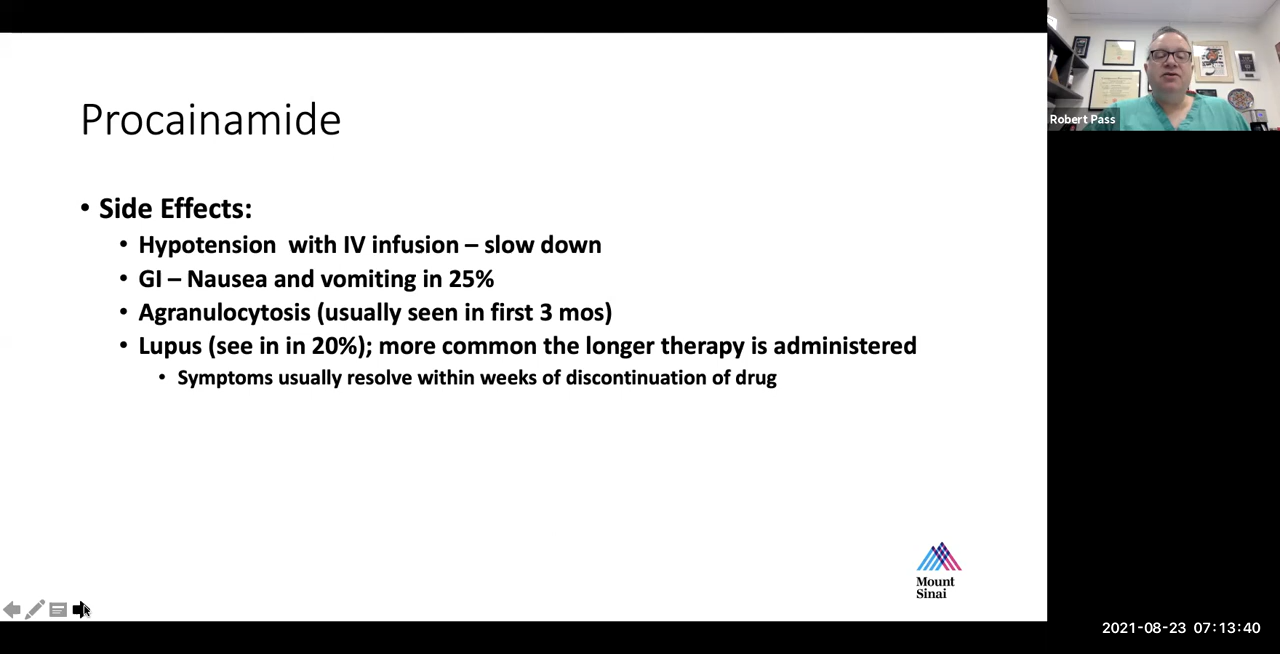 Procainamide
• Side Effects:
• Hypotension  with IV infusion – slow down
• GI – Nausea and vomiting in 25%
• Agranulocytosis (usually seen in first 3 mos)
• Lupus (see in in 20%); more common the longer therapy is administered
• Symptoms usually resolve within weeks of discontinuation of drug
Mount
Sinai
Robert Pass
2021-08-23 07:13:40